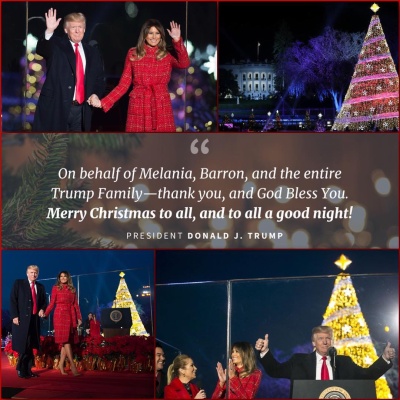 “
On behalf of Melania, Barron, and the entire
Trump Family—thank you, and God Bless You.
Merry Christmas to all, and to all a good night!
PRESIDENT DONALD J. TRUMP